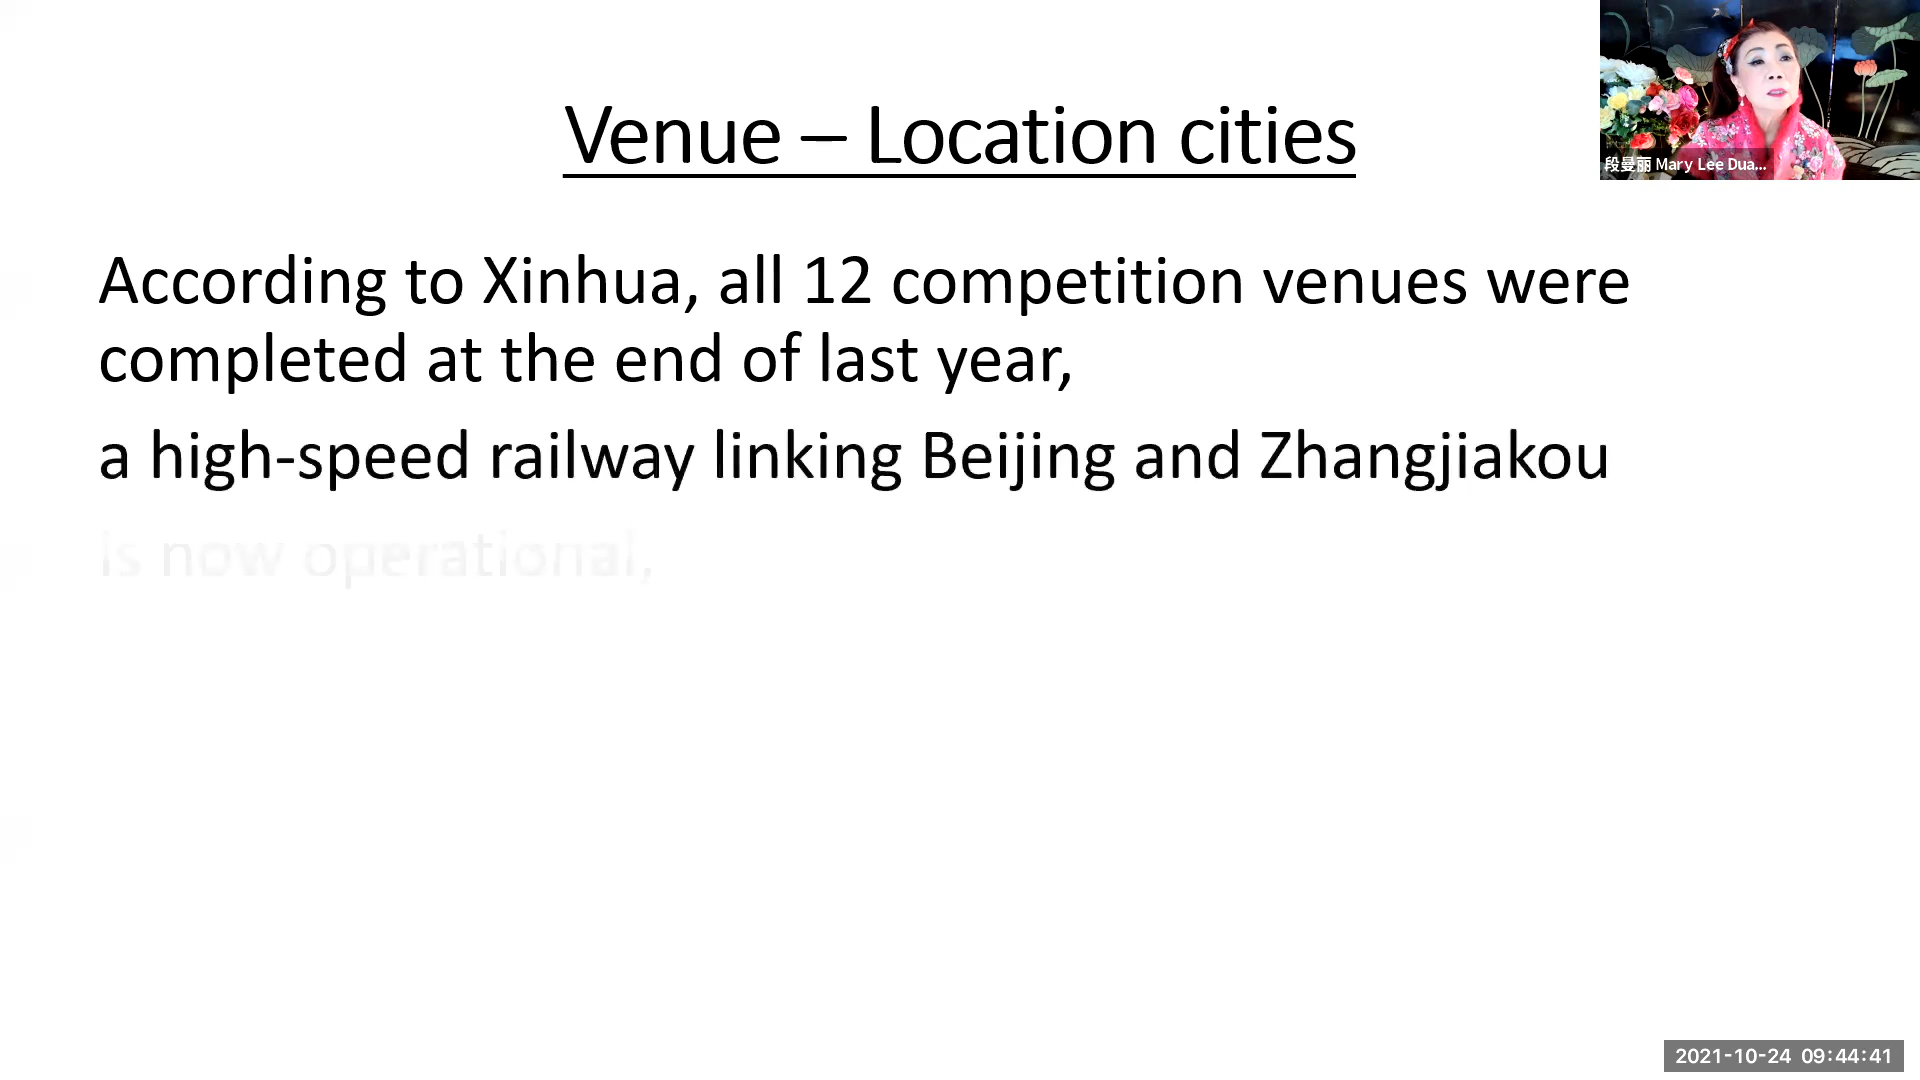 Venue – Location cities
段曼丽 Mary Lee Dua...
According to Xinhua, all 12 competition venues were
completed at the end of last year,
a high-speed railway linking Beijing and Zhangjiakou
is now operational,
2021-10-24 09:44:41